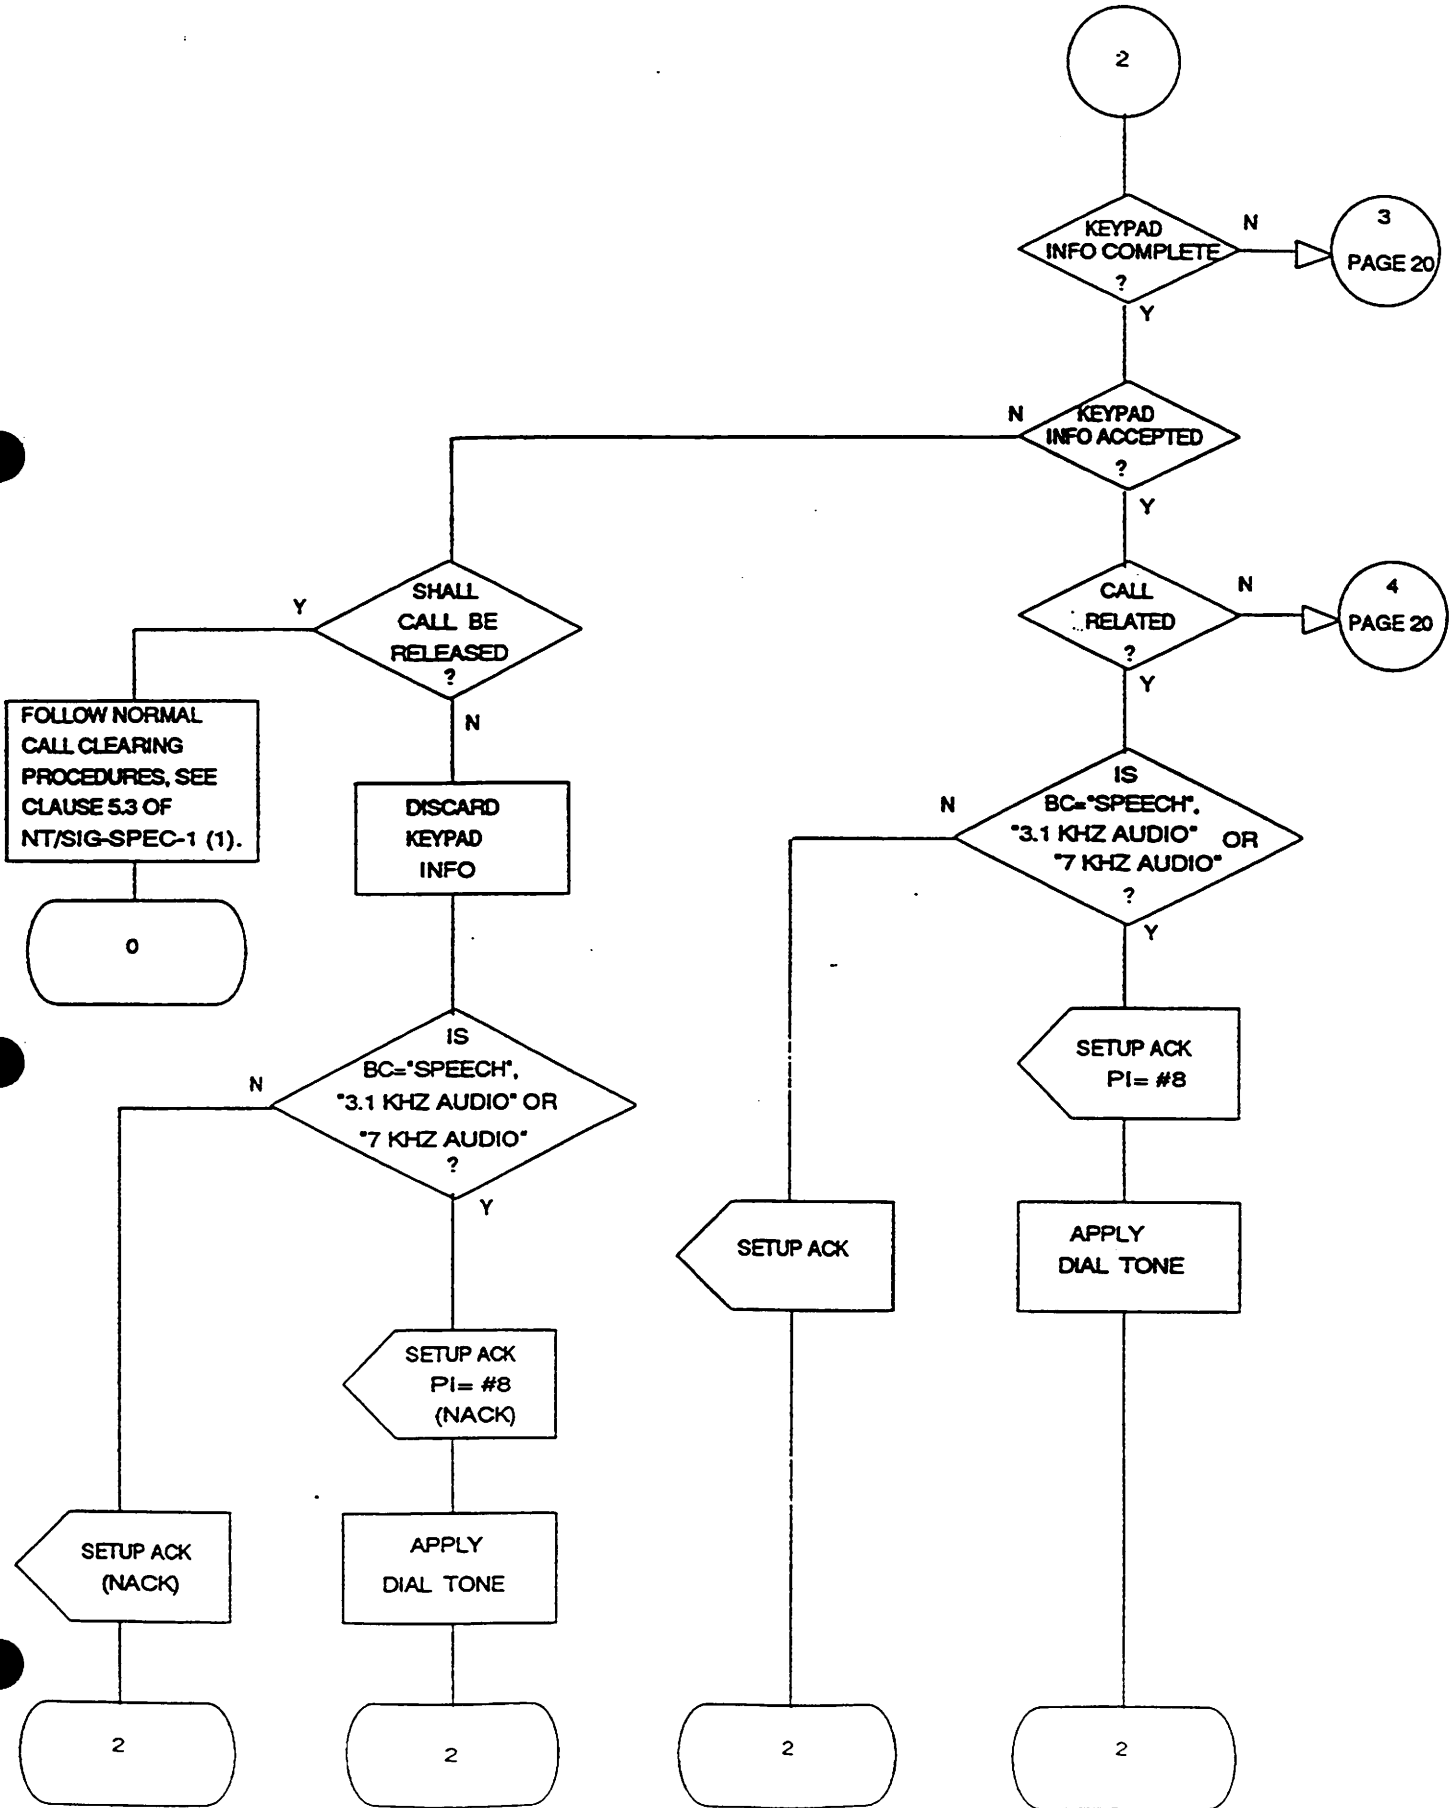 2
KEYPAD
INFO COMPLETE
?
N
3
PAGE 20
Y
N
KEYPAD
INFO ACCEPTED
?
Y
Y
SHALL
CALL BE
RELEASED
?
N
CALL
RELATED
?
N
4
PAGE 20
Y
FOLLOW NORMAL
CALL CLEARING
PROCEDURES, SEE
CLAUSE 5.3 OF
NT/SIG-SPEC-1 (1).
0
DISCARD
KEYPAD
INFO
N
IS
BC="SPEECH",
"3.1 KHZ AUDIO" OR
"7 KHZ AUDIO"
?
Y
N
IS
BC="SPEECH",
"3.1 KHZ AUDIO" OR
"7 KHZ AUDIO"
?
Y
SETUP ACK
PI= #8
SETUP ACK
APPLY
DIAL TONE
SETUP ACK
PI= #8
(NACK)
SETUP ACK
(NACK)
APPLY
DIAL TONE
2
2
2
2